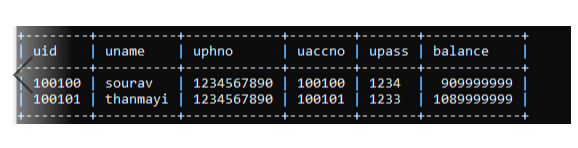 +--------+----------+------------+--------+-------+------------+
| uid | uname | uphno | uaccno | upass | balance |
+--------+----------+------------+--------+-------+------------+
| 100100 | sourav | 1234567890 | 100100 | 1234 | 909999999 |
| 100101 | thanmayi | 1234567890 | 100101 | 1233 | 1089999999 |
+--------+----------+------------+--------+-------+------------+